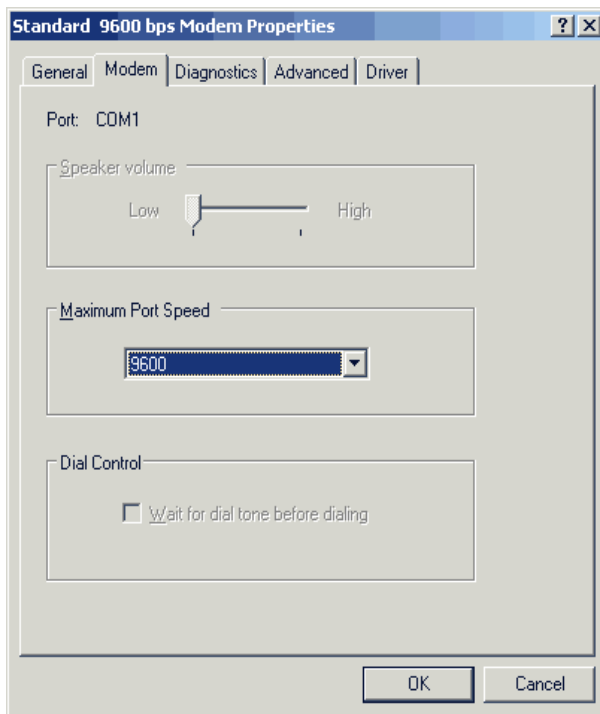 Standard 9600 bps Modem Properties
General Modem Diagnostics Advanced Driver
Port: COM1
Speaker volume
Low High
Maximum Port Speed
9600
Dial Control
Wait for dial tone before dialing
OK Cancel